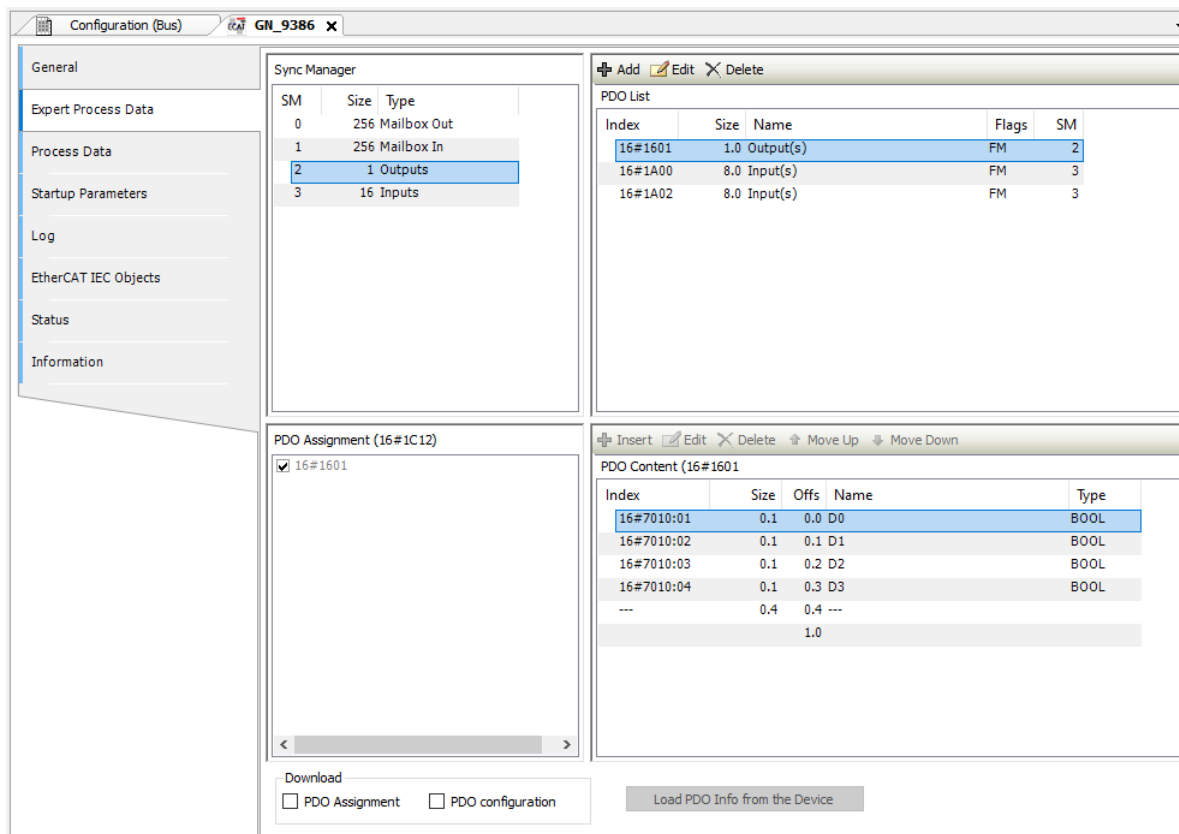 Configuration (Bus) GN_9386
General
Expert Process Data
Process Data
Startup Parameters
Log
EtherCAT IEC Objects
Status
Information
Sync Manager
SM Size Type
0 256 Mailbox Out
1 256 Mailbox In
2 1 Outputs
3 16 Inputs
Add Edit Delete
PDO List
Index Size Name Flags SM
16#1601 1.0 Output(s) FM 2
16#1A00 8.0 Input(s) FM 3
16#1A02 8.0 Input(s) FM 3
PDO Assignment (16#1C12)
16#1601
Insert Edit Delete Move Up Move Down
PDO Content (16#1601
Index Size Offs Name Type
16#7010:01 0.1 0.0 D0 BOOL
16#7010:02 0.1 0.1 D1 BOOL
16#7010:03 0.1 0.2 D2 BOOL
16#7010:04 0.1 0.3 D3 BOOL
--- 0.4 0.4 ---
1.0
Download
PDO Assignment PDO configuration
Load PDO Info from the Device